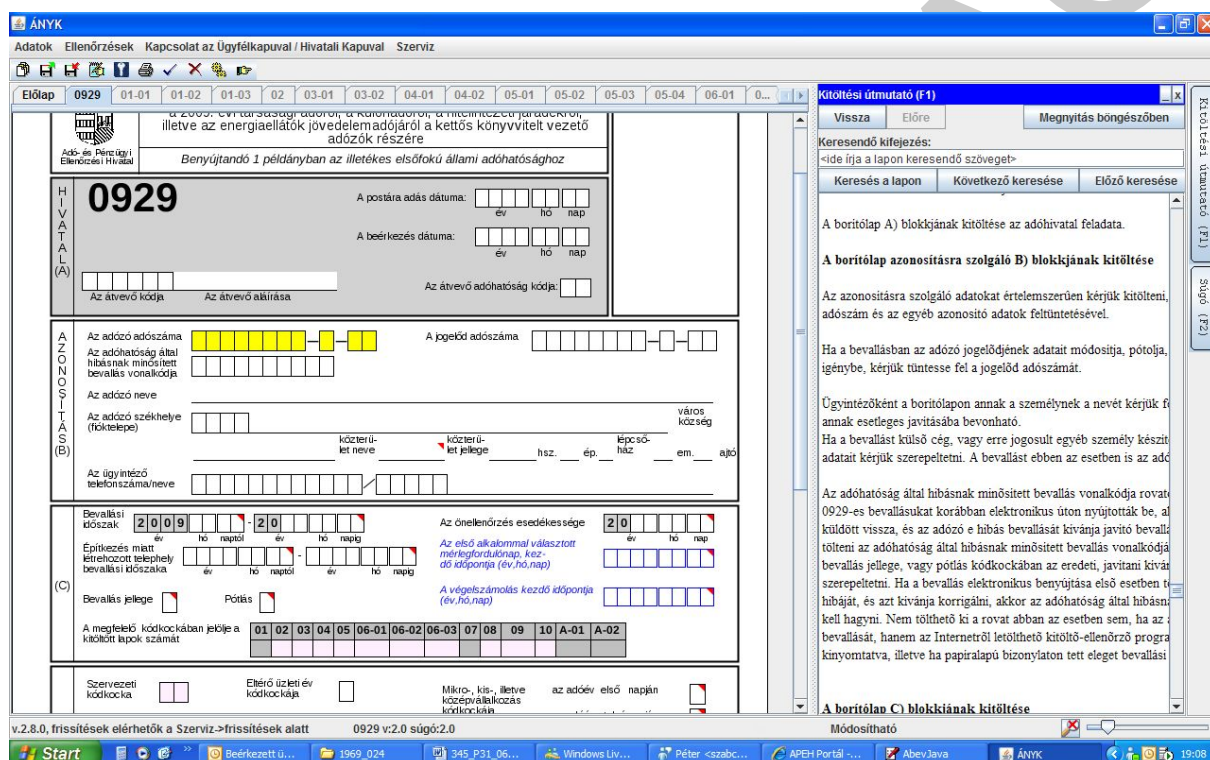 ÁNYK
Adatok Ellenőrzések Kapcsolat az Ügyfélkapuval / Hivatali Kapuval Szerviz
Előlap 0929 01-01 01-02 01-03 02 03-01 03-02 04-01 04-02 05-01 05-02 05-03 05-04 06-01 0...
a 2009. évi társasági adóról, a különadóról, a hitelintézeti járadékról,
illetve az energiaellátók jövedelemadójáról a kettős könyvvitelt vezető
adózók részére
Adó- és Pénzügyi
Ellenőrzési Hivatal
Benyújtandó 1 példányban az illetékes elsőfokú állami adóhatósághoz
HIVATAL
(A)
0929
A postára adás dátuma:
év hó nap
A beérkezés dátuma:
év hó nap
Az átvevő kódja Az átvevő aláírása
Az átvevő adóhatóság kódja:
AZONOSÍTÁS
(B)
Az adózó adószáma
A jogelőd adószáma
Az adóhatóság által
hibásnak minősített
bevallás vonalkódja
Az adózó neve
Az adózó székhelye
(fióktelepe)
város
község
közterü-
let neve
közterü-
let jellege
hsz. ép.
lépcső-
ház
em. ajtó
Az ügyintéző
telefonszáma/neve
/
(C)
Bevallási
időszak
2009 - 20
év hó naptól év hó napig
Az önellenőrzés esedékessége 20
év hó nap
Építkezés miatt
létrehozott telephely
bevallási időszaka
év hó naptól év hó napig
Az első alkalommal választott
mérlegfordulónap, kez-
dő időpontja (év,hó,nap)
Bevallás jellege Pótlás
A végelszámolás kezdő időpontja
(év,hó,nap)
A megfelelő kódkockában jelölje a
kitöltött lapok számát
01 02 03 04 05 06-01 06-02 06-03 07 08 09 10 A-01 A-02
Szervezeti
kódkocka
Eltérő üzleti év
kódkockája
Mikro-, kis-, illetve
középvállalkozás
kódkockája
az adóév első napján
Kitöltési útmutató (F1)
Vissza Előre Megnyitás böngészőben
Keresendő kifejezés:
<ide írja a lapon keresendő szöveget>
Keresés a lapon Következő keresése Előző keresése
A borítólap A) blokkjának kitöltése az adóhivatal feladata.
A borítólap azonosításra szolgáló B) blokkjának kitöltése
Az azonosításra szolgáló adatokat értelemszerűen kérjük kitölteni,
adószám és az egyéb azonosító adatok feltüntetésével.
Ha a bevallásban az adózó jogelődjének adatait módosítja, pótolja,
igénybe, kérjük tüntesse fel a jogelőd adószámát.
Ügyintézőként a borítólapon annak a személynek a nevét kérjük
annak esetleges javításába bevonható.
Ha a bevallást külső cég, vagy erre jogosult egyéb személy készít
adatait kérjük szerepeltetni. A bevallást ebben az esetben is az adó
Az adóhatóság által hibásnak minősített bevallás vonalkódja rovat
0929-es bevallásukat korábban elektronikus úton nyújtották be, a
küldött vissza, és az adózó e hibás bevallását kívánja javító bevall
tölteni az adóhatóság által hibásnak minősített bevallás vonalkódj
bevallás jellege, vagy pótlás kódkockában az eredeti, javítani kíván
szerepeltetni. Ha a bevallás elektronikus benyújtása első esetben t
hibáját, és azt kívánja korrigálni, akkor az adóhatóság által hibásn
kell hagyni. Nem tölthető ki a rovat abban az esetben sem, ha az
bevallását, hanem az Internetről letölthető kitöltő-ellenőrző progra
kinyomtatva, illetve ha papíralapú bizonylaton tett eleget bevallási
A borítólap C) blokkjának kitöltése
Kitöltési útmutató (F1)
Súgó (F2)
v.2.8.0, frissítések elérhetők a Szerviz->frissítések alatt 0929 v:2.0 súgó:2.0 Módosítható
Start Beérkezett ü... 1969_024 345_P31_06... Windows Liv... Péter <szabc... APEH Portál -... AbevJava ÁNYK 19:08